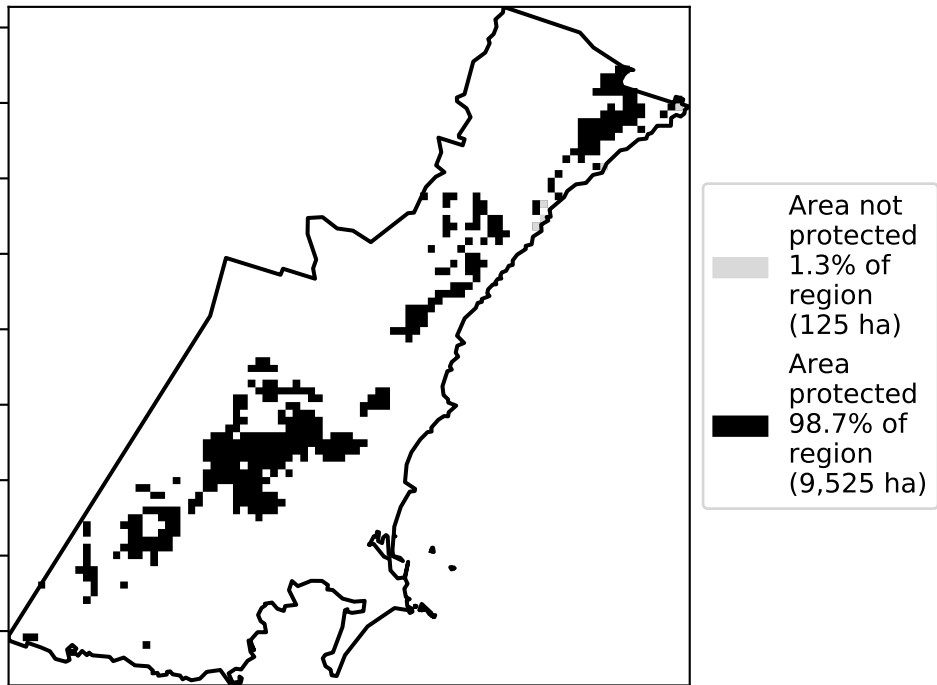 Area not
protected
1.3% of
region
(125 ha)
Area
protected
98.7% of
region
(9,525 ha)